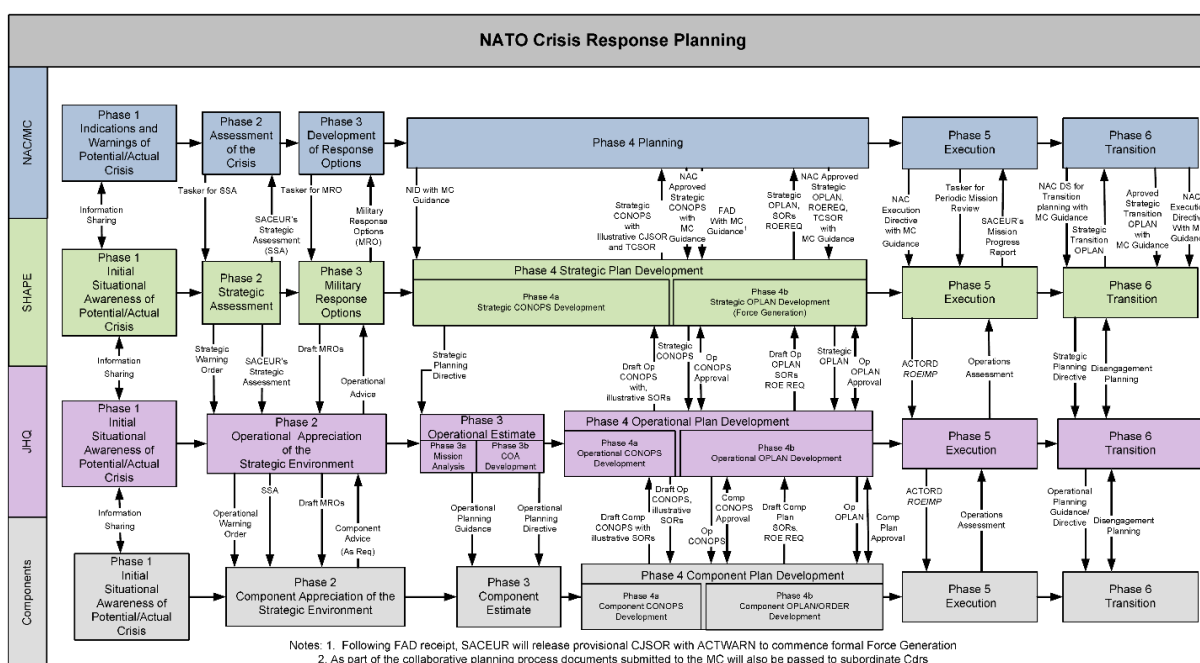 NATO Crisis Response Planning
NAC/MC
Phase 1
Indications and
Warnings of
Potential/Actual
Crisis
Phase 2
Assessment
of the
Crisis
Phase 3
Development
of Response
Options
Phase 4 Planning
Phase 5
Execution
Phase 6
Transition
Information
Sharing
Tasker for SSA
SACEUR's
Strategic
Assessment
(SSA)
Tasker for MRO
Military
Response
Options
(MRO)
NID with MC
Guidance
Strategic
CONOPS
with
Illustrative CJSOR
and TCSOR
NAC
Approved
Strategic
CONOPS
with
MC
Guidance
FAD
With MC
Guidance¹
Strategic
OPLAN,
SORs
ROEREQ
NAC Approved
Strategic
OPLAN,
ROEREQ,
TCSOR
with MC
Guidance
NAC
Execution
Directive
with MC
Guidance
Tasker for
Periodic Mission
Review
SACEUR's
Mission
Progress
Report
NAC DS for
Transition
planning with
MC Guidance
Strategic
Transition
OPLAN
Aproved
Strategic
Transition
OPLAN
with
MC Guidance
NAC
Execution
Directive
With MC
Guidance
SHAPE
Phase 1
Initial
Situational
Awareness of
Potential/Actual
Crisis
Phase 2
Strategic
Assessment
Phase 3
Military
Response
Options
Phase 4 Strategic Plan Development
Phase 4a
Strategic CONOPS Development
Phase 4b
Strategic OPLAN Development
(Force Generation)
Phase 5
Execution
Phase 6
Transition
Information
Sharing
Strategic
Warning
Order
SACEUR's
Strategic
Assessment
Draft MROs
Operational
Advice
Strategic
Planning
Directive
Draft Op
CONOPS
with,
illustrative SORs
Strategic
CONOPS
Op
CONOPS
Approval
Draft Op
OPLAN
SORs
ROE REQ
Strategic
OPLAN
Op
OPLAN
Approval
ACTORD
ROEIMP
Operations
Assessment
Strategic
Planning
Directive
Disengagement
Planning
JHQ
Phase 1
Initial
Situational
Awareness of
Potential/Actual
Crisis
Phase 2
Operational Appreciation
of the
Strategic Environment
Phase 3
Operational Estimate
Phase 3a
Mission
Analysis
Phase 3b
COA
Development
Phase 4 Operational Plan Development
Phase 4a
Operational CONOPS
Development
Phase 4b
Operational OPLAN Development
Phase 5
Execution
Phase 6
Transition
Information
Sharing
Operational
Warning
Order
SSA
Draft MROs
Component
Advice
(As Req)
Operational
Planning
Guidance
Operational
Planning
Directive
Draft Comp
CONOPS with
illustrative SORs
Draft Op
CONOPS,
illustrative
SORs
Op
CONOPS
Comp
CONOPS
Approval
Draft Comp
Plan
SORs,
ROE REQ
Op
OPLAN
Comp
Plan
Approval
ACTORD
ROEIMP
Operations
Assessment
Operational
Planning
Guidance/
Directive
Disengagement
Planning
Components
Phase 1
Initial
Situational
Awareness of
Potential/Actual
Crisis
Phase 2
Component Appreciation of the
Strategic Environment
Phase 3
Component
Estimate
Phase 4 Component Plan Development
Phase 4a
Component CONOPS
Development
Phase 4b
Component OPLAN/ORDER
Development
Phase 5
Execution
Phase 6
Transition
Notes: 1. Following FAD receipt, SACEUR will release provisional CJSOR with ACTWARN to commence formal Force Generation
2. As part of the collaborative planning process documents submitted to the MC will also be passed to subordinate Cdrs